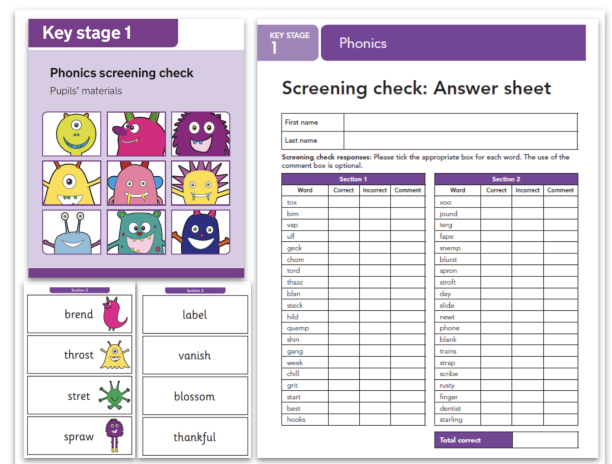 Key stage 1
Phonics screening check
Pupils' materials
Section 2
brend
throst
stret
spraw
Section 2
label
vanish
blossom
thankful
KEY STAGE
1
Phonics
Screening check: Answer sheet
First name
Last name
Screening check responses: Please tick the appropriate box for each word. The use of the
comment box is optional.
Section 1
Word Correct Incorrect Comment
tox
bim
vap
ulf
geck
chom
tord
thazz
blan
steck
hild
quemp
shin
gang
week
chill
grit
start
best
hooks
Section 2
Word Correct Incorrect Comment
voo
jound
terg
fape
snemp
blurst
spron
stroft
day
slide
newt
phone
blank
trains
strap
scribe
rusty
finger
dentist
starling
Total correct